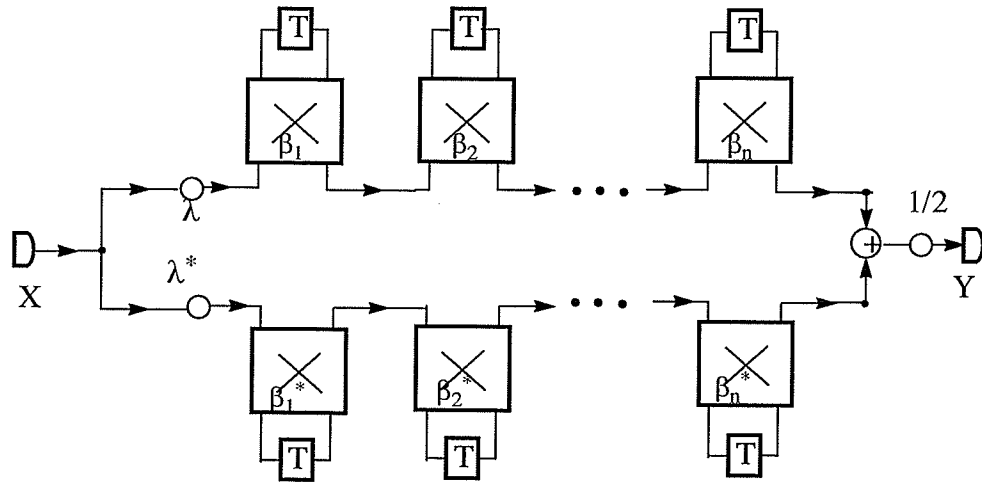 T T T
β₁ β₂ βₙ
λ 1/2
X λ* + Y
β₁* β₂* βₙ*
T T T